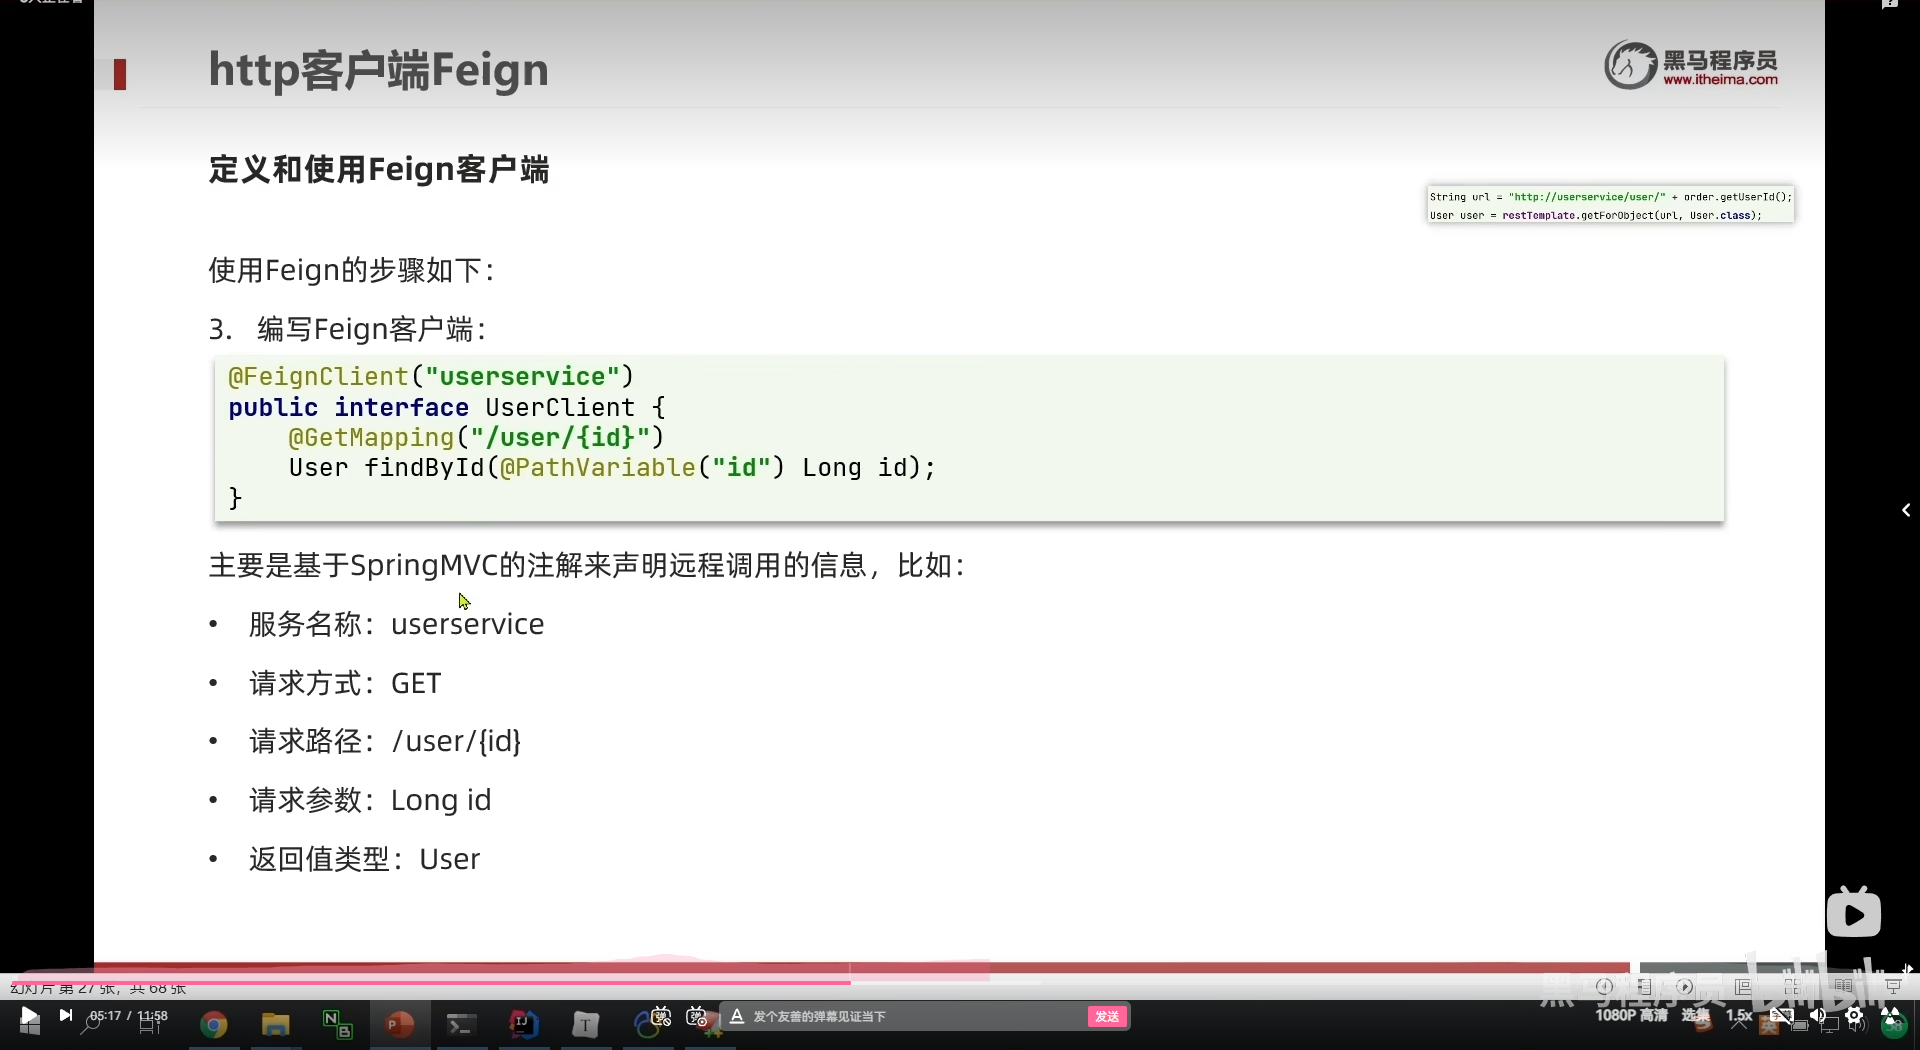 http客户端Feign
黑马程序员
www.itheima.com
定义和使用Feign客户端
String url = "http://userservice/user/" + order.getUserId();
User user = restTemplate.getForObject(url, User.class);
使用Feign的步骤如下：
3. 编写Feign客户端：
@FeignClient("userservice")
public interface UserClient {
@GetMapping("/user/{id}")
User findById(@PathVariable("id") Long id);
}
主要是基于SpringMVC的注解来声明远程调用的信息，比如：
• 服务名称：userservice
• 请求方式：GET
• 请求路径：/user/{id}
• 请求参数：Long id
• 返回值类型：User
幻灯片 第 27 张，共 68 张
黑马程序员 bilibili
05:17 / 11:58
发个友善的弹幕见证当下
发送
1080P 高清
选集
1.5x
英